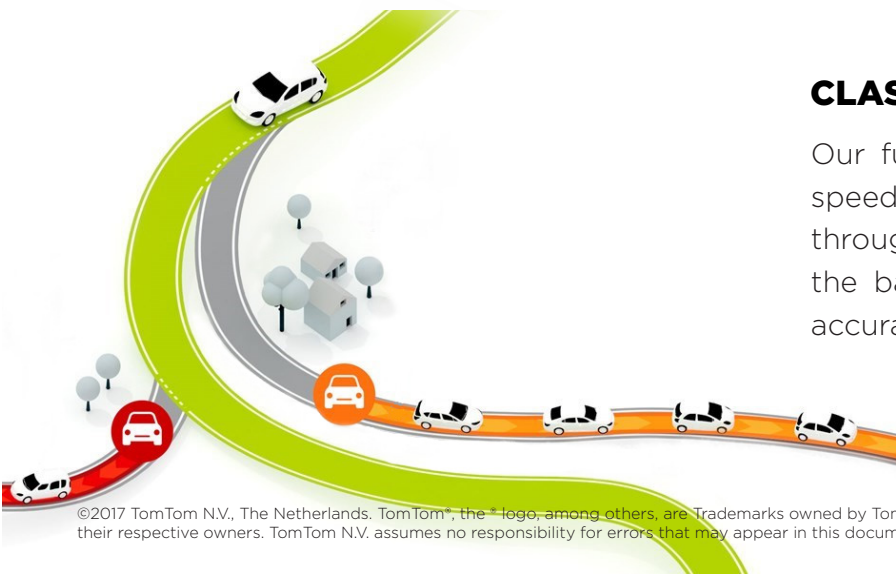 CLAS
Our fu
speed
throug
the ba
accura
©2017 TomTom N.V., The Netherlands. TomTom®, the * logo, among others, are Trademarks owned by Tom
their respective owners. TomTom N.V. assumes no responsibility for errors that may appear in this docum